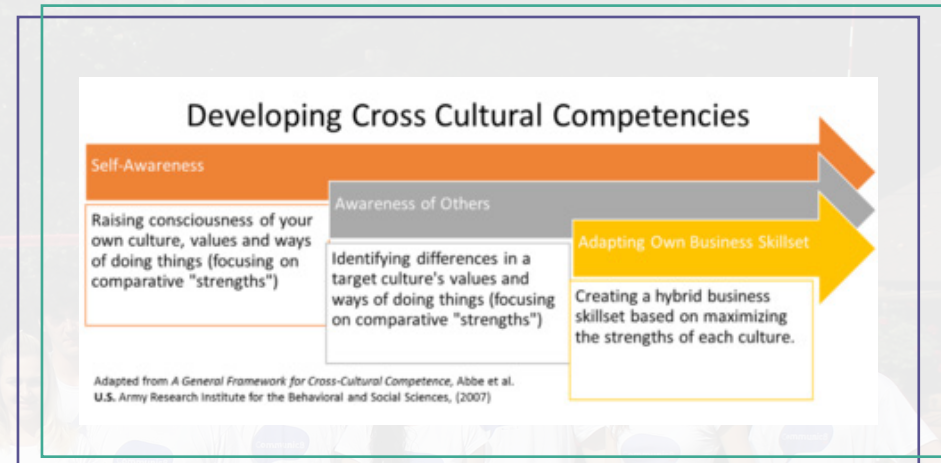 Developing Cross Cultural Competencies
Self-Awareness
Raising consciousness of your
own culture, values and ways
of doing things (focusing on
comparative "strengths")
Awareness of Others
Identifying differences in a
target culture's values and
ways of doing things (focusing
on comparative "strengths")
Adapting Own Business Skillset
Creating a hybrid business
skillset based on maximizing
the strengths of each culture.
Adapted from A General Framework for Cross-Cultural Competence, Abbe et al.
U.S. Army Research Institute for the Behavioral and Social Sciences, (2007)